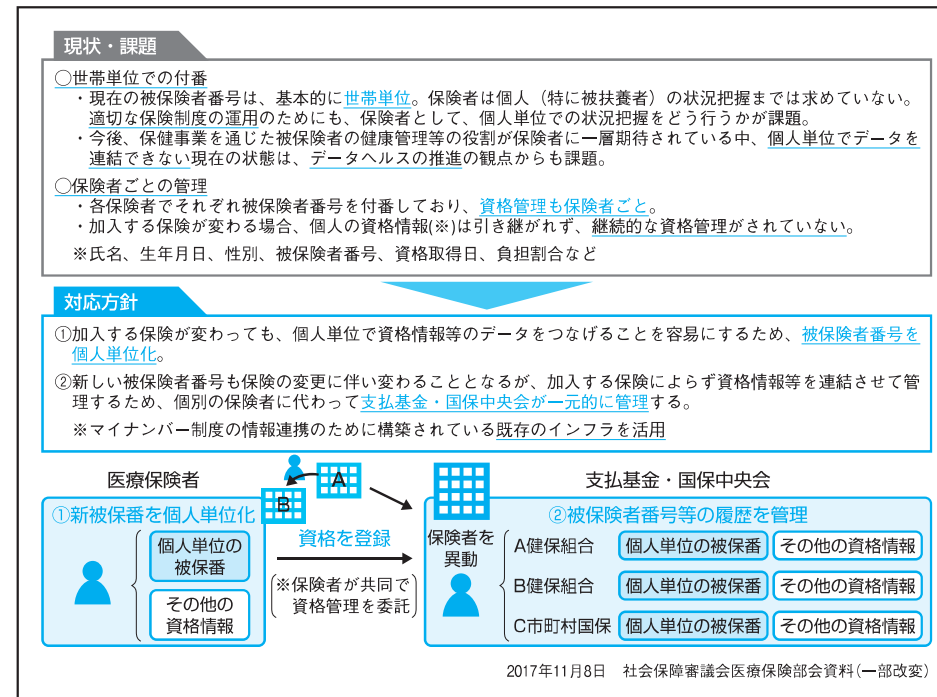 現状・課題
○世帯単位での付番
・現在の被保険者番号は、基本的に世帯単位。保険者は個人（特に被扶養者）の状況把握までは求めていない。
適切な保険制度の運用のためにも、保険者として、個人単位での状況把握をどう行うかが課題。
・今後、保健事業を通じた被保険者の健康管理等の役割が保険者に一層期待されている中、個人単位でデータを
連結できない現在の状態は、データヘルスの推進の観点からも課題。
○保険者ごとの管理
・各保険者でそれぞれ被保険者番号を付番しており、資格管理も保険者ごと。
・加入する保険が変わる場合、個人の資格情報(※)は引き継がれず、継続的な資格管理がされていない。
※氏名、生年月日、性別、被保険者番号、資格取得日、負担割合など
対応方針
①加入する保険が変わっても、個人単位で資格情報等のデータをつなげることを容易にするため、被保険者番号を
個人単位化。
②新しい被保険者番号も保険の変更に伴い変わることとなるが、加入する保険によらず資格情報等を連結させて管
理するため、個別の保険者に代わって支払基金・国保中央会が一元的に管理する。
※マイナンバー制度の情報連携のために構築されている既存のインフラを活用
医療保険者
①新被保番を個人単位化
個人単位の
被保番
その他の
資格情報
A
B
資格を登録
(※保険者が共同で
資格管理を委託)
支払基金・国保中央会
②被保険者番号等の履歴を管理
保険者を
異動
A健保組合 個人単位の被保番 その他の資格情報
B健保組合 個人単位の被保番 その他の資格情報
C市町村国保 個人単位の被保番 その他の資格情報
2017年11月8日 社会保障審議会医療保険部会資料(一部改変)